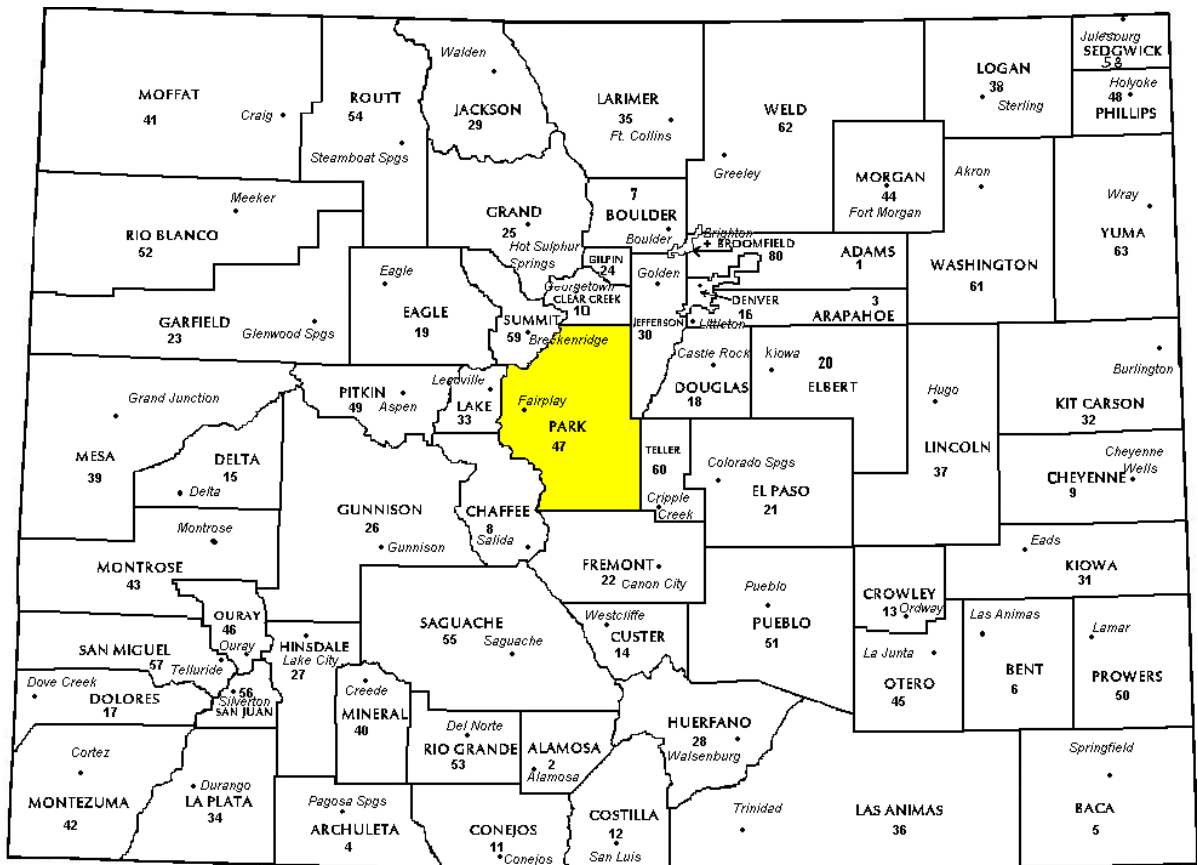 Julesburg
SEDGWICK
58
Walden
LOGAN
38
Sterling
Holyoke
48
PHILLIPS
MOFFAT
41
Craig
ROUTT
54
Steamboat Spgs
JACKSON
29
LARIMER
35
Ft. Collins
WELD
62
Greeley
MORGAN
44
Fort Morgan
Akron
WASHINGTON
61
Wray
YUMA
63
Meeker
RIO BLANCO
52
GRAND
25
Hot Sulphur
Springs
7
BOULDER
Boulder
Brighton
+ BROOMFIELD
80
ADAMS
1
GILPIN
24
Golden
Georgetown
CLEAR CREEK
10
DENVER
16
3
ARAPAHOE
Littleton
JEFFERSON
30
Eagle
EAGLE
19
SUMMIT
59
Breckenridge
GARFIELD
23
Glenwood Spgs
Castle Rock
DOUGLAS
18
kiowa
20
ELBERT
Hugo
LINCOLN
37
Burlington
KIT CARSON
32
Grand Junction
MESA
39
PITKIN
49
Aspen
Leadville
LAKE
33
Fairplay
PARK
47
TELLER
60
Cripple
Creek
Colorado Spgs
EL PASO
21
Cheyenne
Wells
CHEYENNE
9
DELTA
15
Delta
GUNNISON
26
Gunnison
CHAFFEE
8
Salida
Montrose
MONTROSE
43
FREMONT
22
Canon City
Pueblo
PUEBLO
51
CROWLEY
13
Ordway
Eads
KIOWA
31
OURAY
46
Ouray
SAN MIGUEL
57
Telluride
HINSDALE
Lake City
27
SAGUACHE
55
Saguache
Westcliffe
CUSTER
14
La Junta
OTERO
45
Las Animas
BENT
6
Lamar
PROWERS
50
Dove Creek
DOLORES
17
56
Silverton
SAN JUAN
Creede
MINERAL
40
Del Norte
RIO GRANDE
53
ALAMOSA
2
Alamosa
HUERFANO
28
Walsenburg
Cortez
MONTEZUMA
42
Durango
LA PLATA
34
Pagosa Spgs
ARCHULETA
4
CONEJOS
11
Conejos
COSTILLA
12
San Luis
Trinidad
LAS ANIMAS
36
Springfield
BACA
5